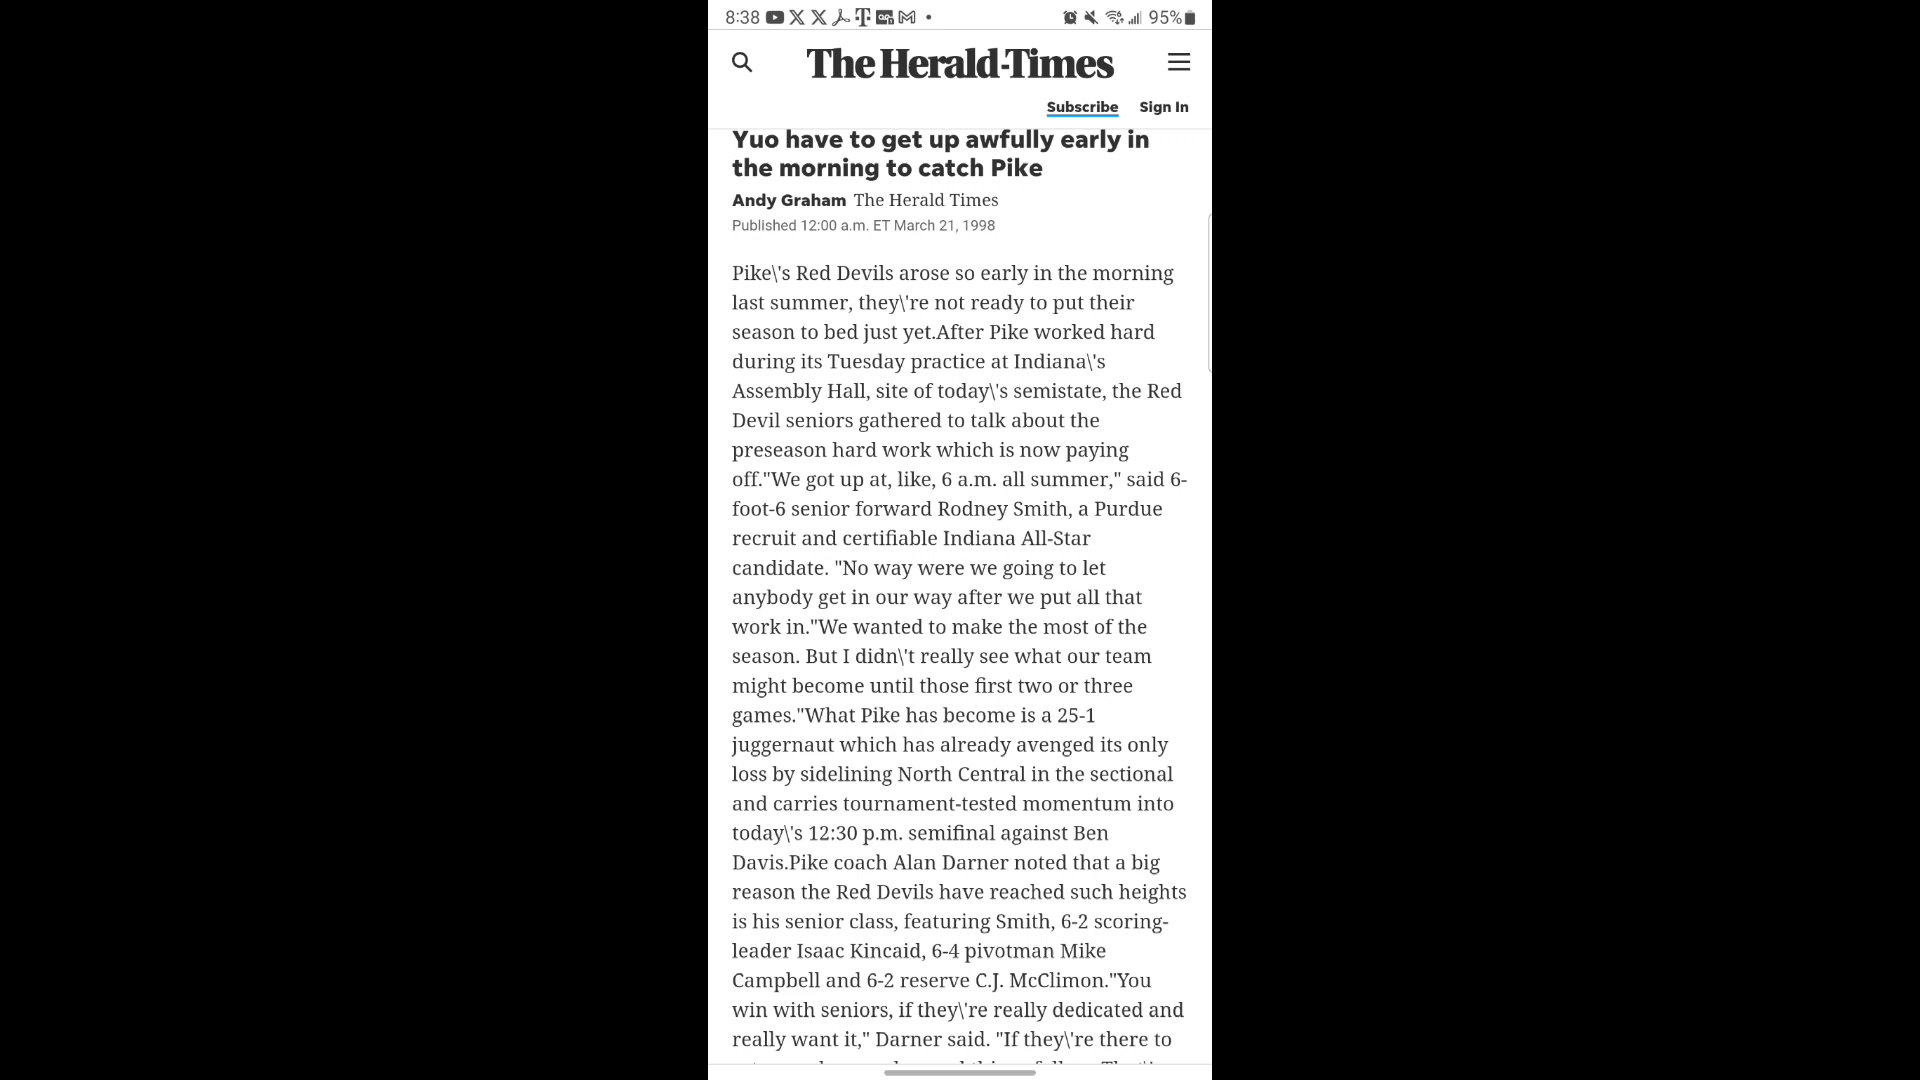 8:38
95%
The Herald-Times
Subscribe Sign In
Yuo have to get up awfully early in
the morning to catch Pike
Andy Graham The Herald Times
Published 12:00 a.m. ET March 21, 1998
Pike\'s Red Devils arose so early in the morning
last summer, they\'re not ready to put their
season to bed just yet.After Pike worked hard
during its Tuesday practice at Indiana\'s
Assembly Hall, site of today\'s semistate, the Red
Devil seniors gathered to talk about the
preseason hard work which is now paying
off."We got up at, like, 6 a.m. all summer," said 6-
foot-6 senior forward Rodney Smith, a Purdue
recruit and certifiable Indiana All-Star
candidate. "No way were we going to let
anybody get in our way after we put all that
work in."We wanted to make the most of the
season. But I didn\'t really see what our team
might become until those first two or three
games."What Pike has become is a 25-1
juggernaut which has already avenged its only
loss by sidelining North Central in the sectional
and carries tournament-tested momentum into
today\'s 12:30 p.m. semifinal against Ben
Davis.Pike coach Alan Darner noted that a big
reason the Red Devils have reached such heights
is his senior class, featuring Smith, 6-2 scoring-
leader Isaac Kincaid, 6-4 pivotman Mike
Campbell and 6-2 reserve C.J. McClimon."You
win with seniors, if they\'re really dedicated and
really want it," Darner said. "If they\'re there to